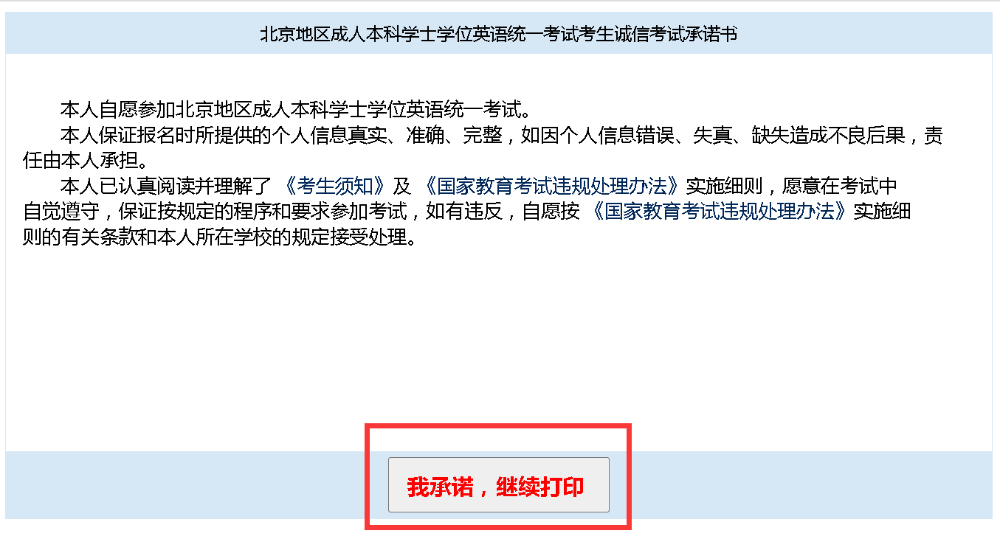 北京地区成人本科学士学位英语统一考试考生诚信考试承诺书
本人自愿参加北京地区成人本科学士学位英语统一考试。
本人保证报名时所提供的个人信息真实、准确、完整，如因个人信息错误、失真、缺失造成不良后果，责
任由本人承担。
本人已认真阅读并理解了 《考生须知》及 《国家教育考试违规处理办法》实施细则，愿意在考试中
自觉遵守，保证按规定的程序和要求参加考试，如有违反，自愿按 《国家教育考试违规处理办法》实施细
则的有关条款和本人所在学校的规定接受处理。
我承诺，继续打印